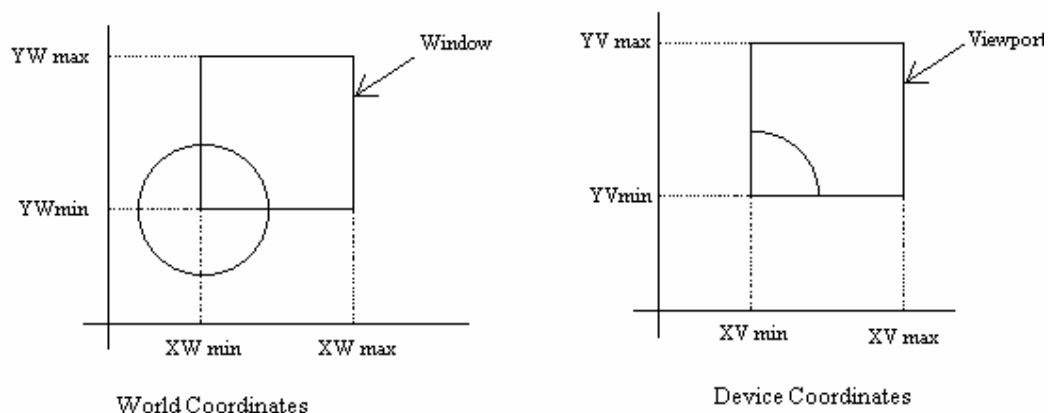 YW max
Window
YWmin
XW min
XW max
World Coordinates
YV max
Viewport
YVmin
XV min
XV max
Device Coordinates